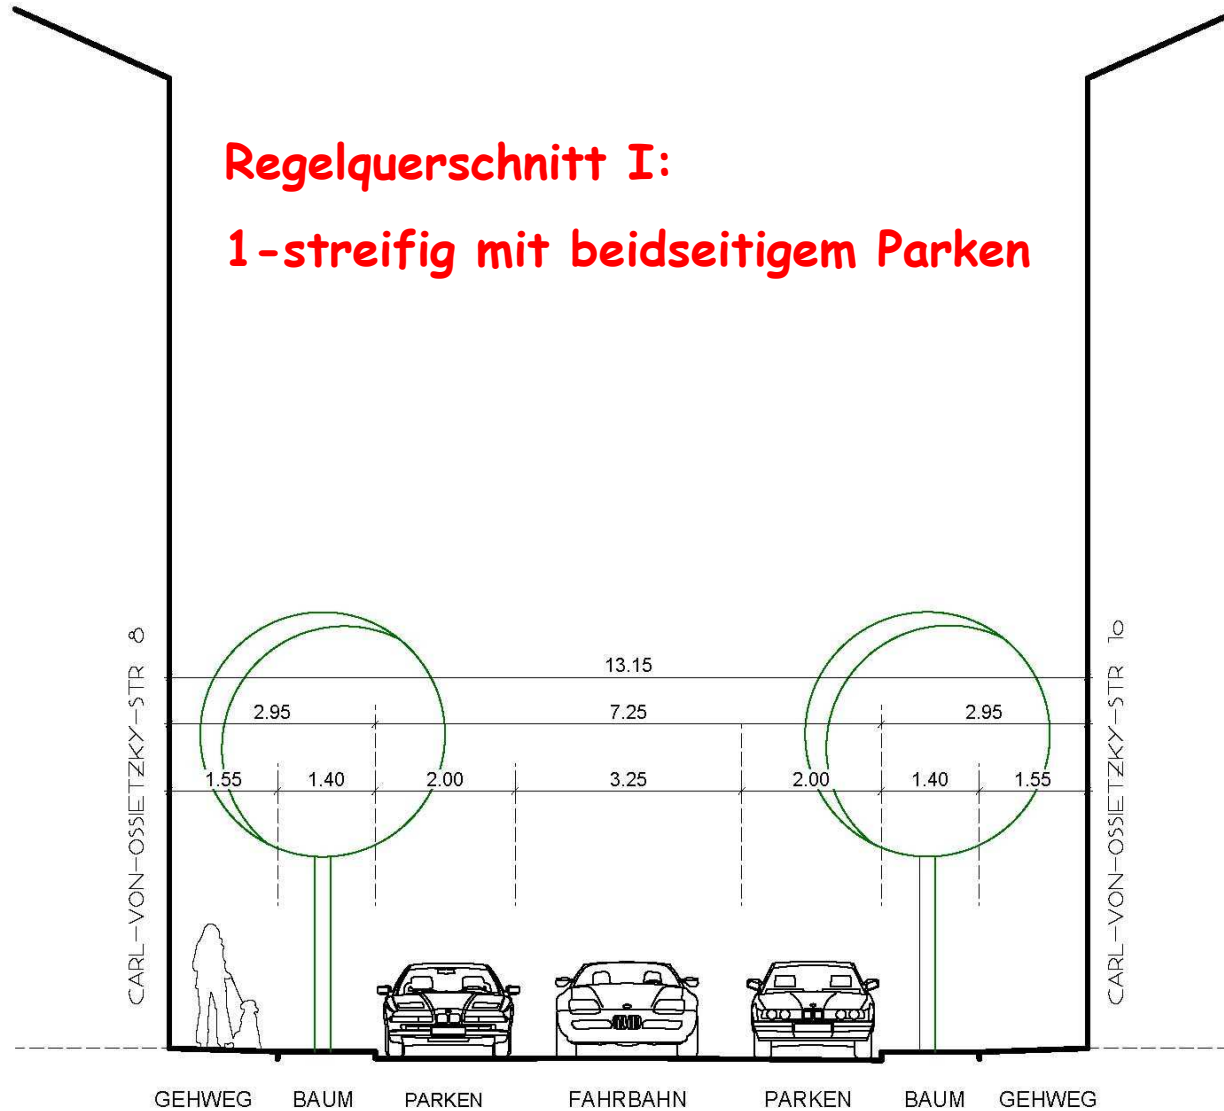 Regelquerschnitt I:
1-streifig mit beidseitigem Parken
CARL-VON-OSSIETZKY-STR 8
CARL-VON-OSSIETZKY-STR 10
13.15
2.95 7.25 2.95
1.55 1.40 2.00 3.25 2.00 1.40 1.55
GEHWEG BAUM PARKEN FAHRBAHN PARKEN BAUM GEHWEG